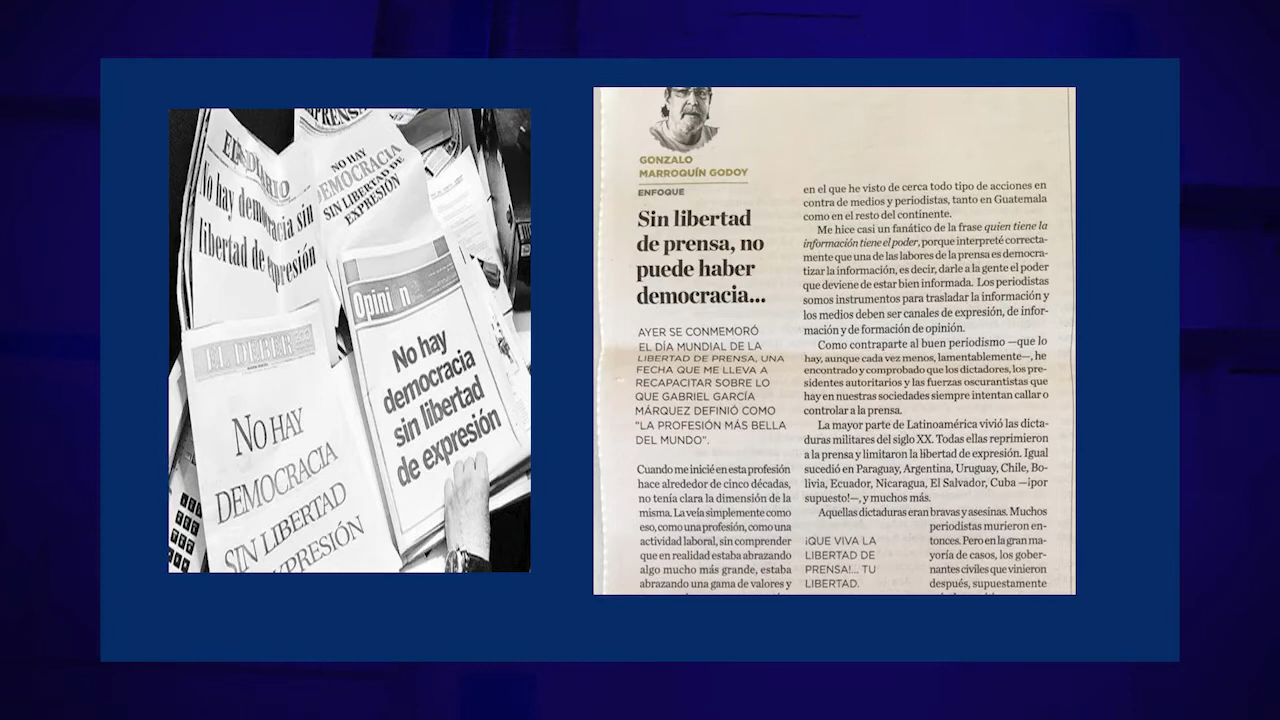 EL DIARIO
No hay democracia sin
libertad de expresión
PRENSA
NO HAY
DEMOCRACIA
SIN LIBERTAD DE
EXPRESIÓN
EL DEBER
NO HAY
DEMOCRACIA
SIN LIBERTAD
EXPRESIÓN
Opinión
No hay
democracia
sin libertad
de expresión
GONZALO
MARROQUÍN GODOY
ENFOQUE
Sin libertad
de prensa, no
puede haber
democracia...
AYER SE CONMEMORÓ
EL DÍA MUNDIAL DE LA
LIBERTAD DE PRENSA, UNA
FECHA QUE ME LLEVA A
RECAPACITAR SOBRE LO
QUE GABRIEL GARCÍA
MÁRQUEZ DEFINIÓ COMO
"LA PROFESIÓN MÁS BELLA
DEL MUNDO".
Cuando me inicié en esta profesión
hace alrededor de cinco décadas,
no tenía clara la dimensión de la
misma. La veía simplemente como
eso, como una profesión, como una
actividad laboral, sin comprender
que en realidad estaba abrazando
algo mucho más grande, estaba
abrazando una gama de valores y
en el que he visto de cerca todo tipo de acciones en
contra de medios y periodistas, tanto en Guatemala
como en el resto del continente.
Me hice casi un fanático de la frase quien tiene la
información tiene el poder, porque interpreté correcta-
mente que una de las labores de la prensa es democra-
tizar la información, es decir, darle a la gente el poder
que deviene de estar bien informada. Los periodistas
somos instrumentos para trasladar la información y
los medios deben ser canales de expresión, de infor-
mación y de formación de opinión.
Como contraparte al buen periodismo —que lo
hay, aunque cada vez menos, lamentablemente—, he
encontrado y comprobado que los dictadores, los pre-
sidentes autoritarios y las fuerzas oscurantistas que
hay en nuestras sociedades siempre intentan callar o
controlar a la prensa.
La mayor parte de Latinoamérica vivió las dicta-
duras militares del siglo XX. Todas ellas reprimieron
a la prensa y limitaron la libertad de expresión. Igual
sucedió en Paraguay, Argentina, Uruguay, Chile, Bo-
livia, Ecuador, Nicaragua, El Salvador, Cuba —¡por
supuesto!—, y muchos más.
Aquellas dictaduras eran bravas y asesinas. Muchos
periodistas murieron en-
tonces. Pero en la gran ma-
yoría de casos, los gober-
nantes civiles que vinieron
después, supuestamente
¡QUE VIVA LA
LIBERTAD DE
PRENSA!... TU
LIBERTAD.